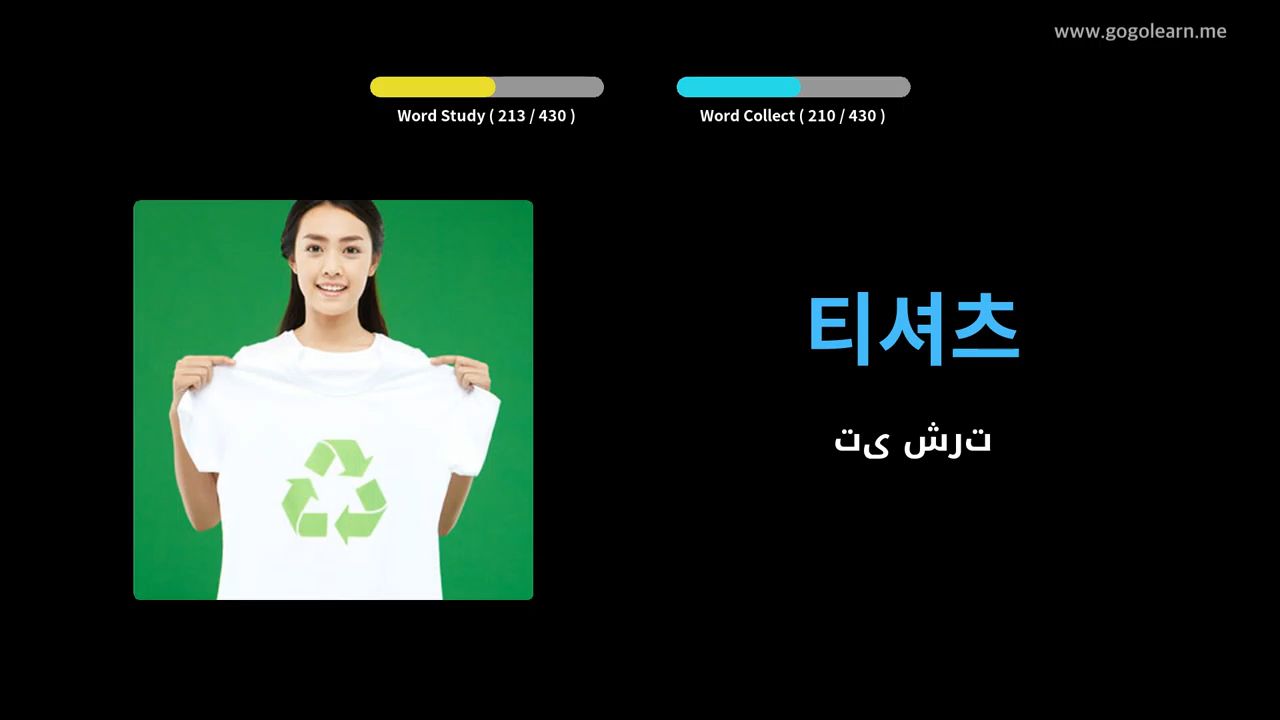 www.gogolearn.me
Word Study ( 213 / 430 )
Word Collect ( 210 / 430 )
티셔츠
تی شرت